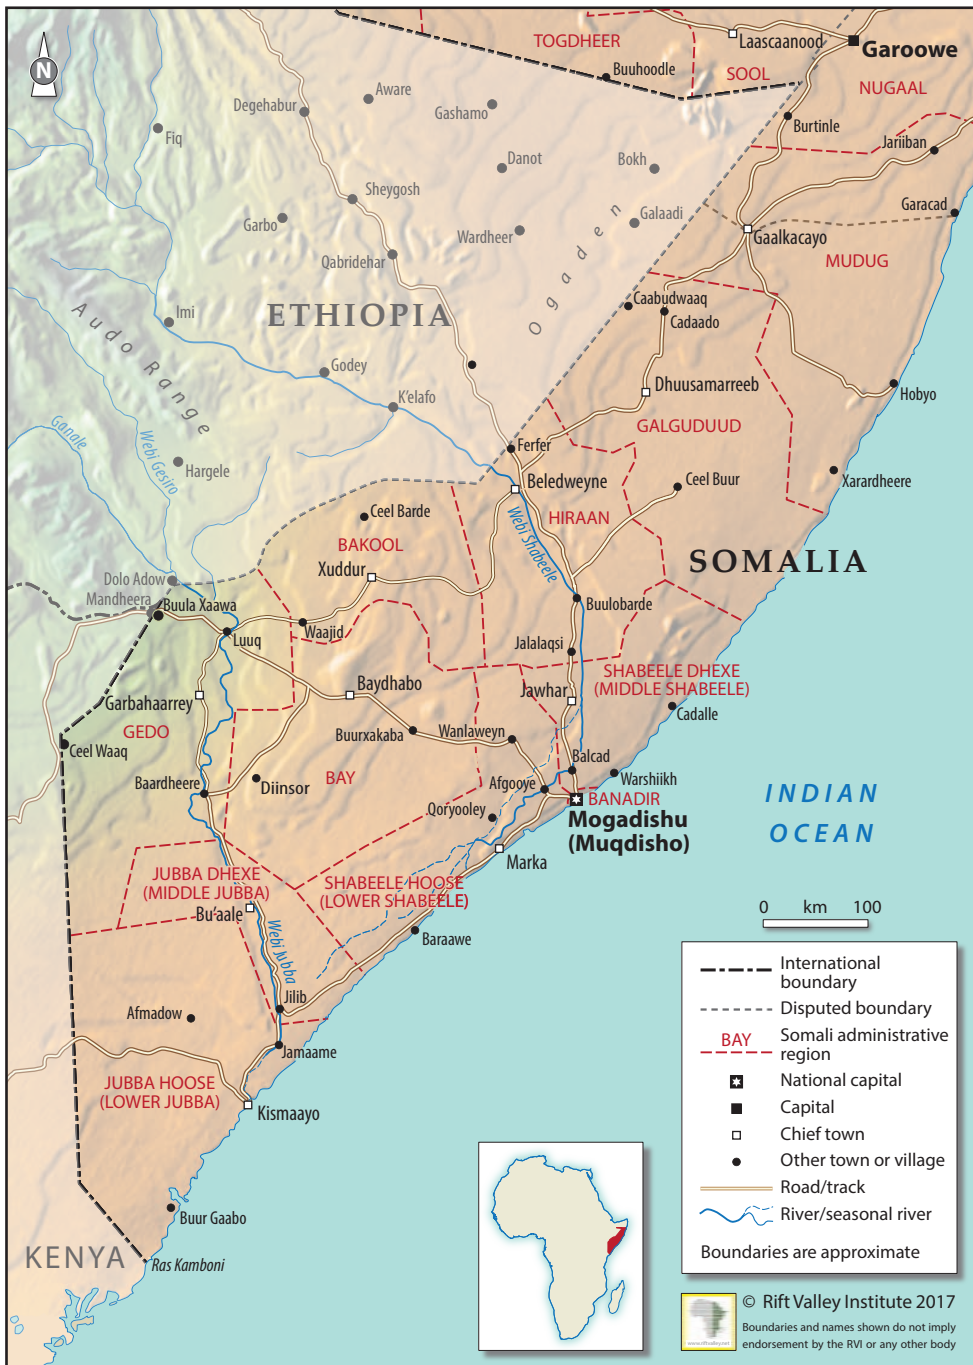 N
TOGDHEER
Laascaanood
Garoowe
Buuhoodle
SOOL
NUGAAL
Degehabur
Aware
Gashamo
Burtinle
Fiq
Jariiban
Danot
Bokh
Sheygosh
Garacad
Garbo
Galaadi
Wardheer
Gaalkacayo
Qabridehar
MUDUG
Ogaden
Caabudwaaq
Cadaado
ETHIOPIA
Imi
Audo Range
Godey
K'elafo
Dhuusamarreeb
Hobyo
GALGUDUUD
Ferfer
Ganale
Webi Gesiro
Hargele
Beledweyne
Ceel Buur
Xarardheere
Ceel Barde
HIRAAN
Webi Shabeele
BAKOOL
SOMALIA
Xuddur
Dolo Adow
Mandheera
Buula Xaawa
Buulobarde
Luuq
Waajid
Jalalaqsi
SHABEELE DHEXE
(MIDDLE SHABEELE)
Garbahaarrey
Baydhabo
Jawhar
Cadalle
GEDO
Buurxakaba
Wanlaweyn
Ceel Waaq
Balcad
Warshiikh
Baardheere
Diinsor
BAY
Afgooye
BANADIR
Qoryooley
Mogadishu
(Muqdisho)
INDIAN
OCEAN
Marka
JUBBA DHEXE
(MIDDLE JUBBA)
SHABEELE HOOSE
(LOWER SHABEELE)
Bu'aale
Webi Jubba
Baraawe
0 km 100
Jilib
Afmadow
Jamaame
JUBBA HOOSE
(LOWER JUBBA)
Kismaayo
Buur Gaabo
KENYA
Ras Kamboni
International
boundary
Disputed boundary
BAY
Somali administrative
region
National capital
Capital
Chief town
Other town or village
Road/track
River/seasonal river
Boundaries are approximate
© Rift Valley Institute 2017
Boundaries and names shown do not imply
endorsement by the RVI or any other body